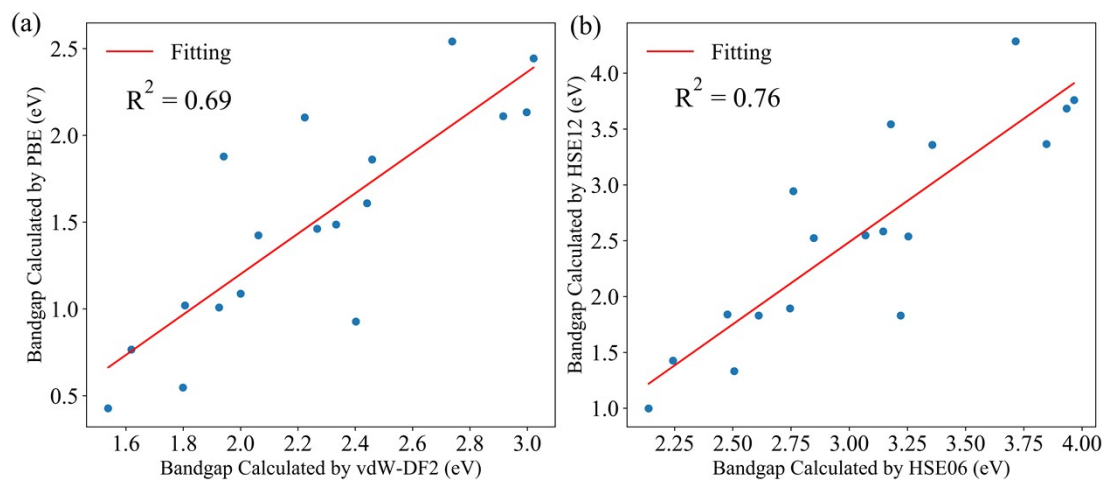 (a)
Fitting
R² = 0.69
Bandgap Calculated by PBE (eV)
2.5
2.0
1.5
1.0
0.5
1.6 1.8 2.0 2.2 2.4 2.6 2.8 3.0
Bandgap Calculated by vdW-DF2 (eV)
(b)
Fitting
R² = 0.76
Bandgap Calculated by HSE12 (eV)
4.0
3.5
3.0
2.5
2.0
1.5
1.0
2.25 2.50 2.75 3.00 3.25 3.50 3.75 4.00
Bandgap Calculated by HSE06 (eV)